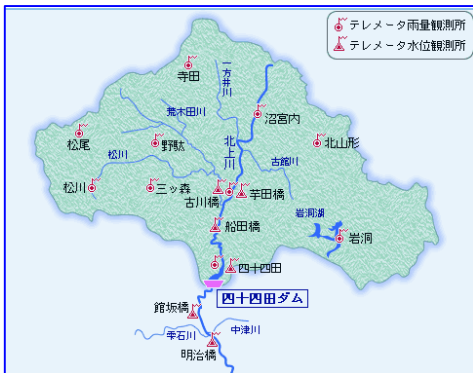 テレメータ雨量観測所
テレメータ水位観測所
寺田
一方井川
荒木田川
沼宮内
松尾
野駄
北上川
北山形
松川
古館川
松川
三ッ森
古川橋
芋田橋
船田橋
岩洞湖
岩洞
四十四田
四十四田ダム
館坂橋
雫石川
中津川
明治橋